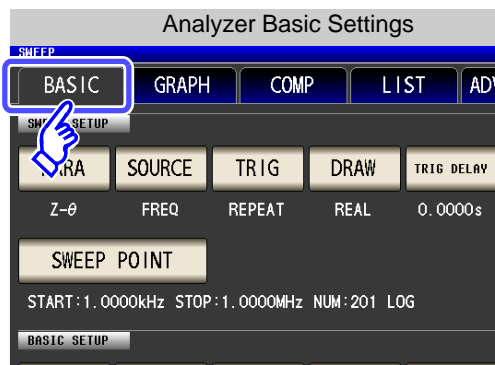 Analyzer Basic Settings
SWEEP
BASIC GRAPH COMP LIST
SETUP
SOURCE TRIG DRAW TRIG DELAY
Z-θ FREQ REPEAT REAL 0.0000s
SWEEP POINT
START:1.0000kHz STOP:1.0000MHz NUM:201 LOG
BASIC SETUP